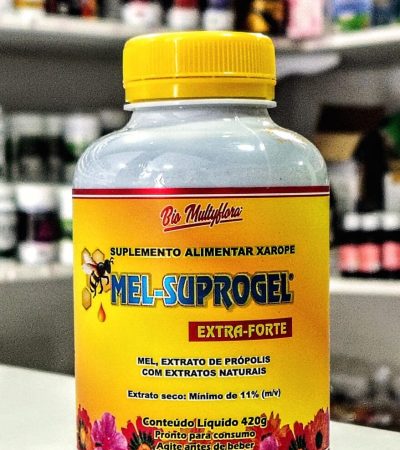 Bio Multyflora
SUPLEMENTO ALIMENTAR XAROPE
MEL-SUPROGEL®
EXTRA-FORTE
MEL, EXTRATO DE PRÓPOLIS
COM EXTRATOS NATURAIS
Extrato seco: Mínimo de 11% (m/v)
Conteúdo Líquido 420g
Pronto para consumo
Agite antes de beber